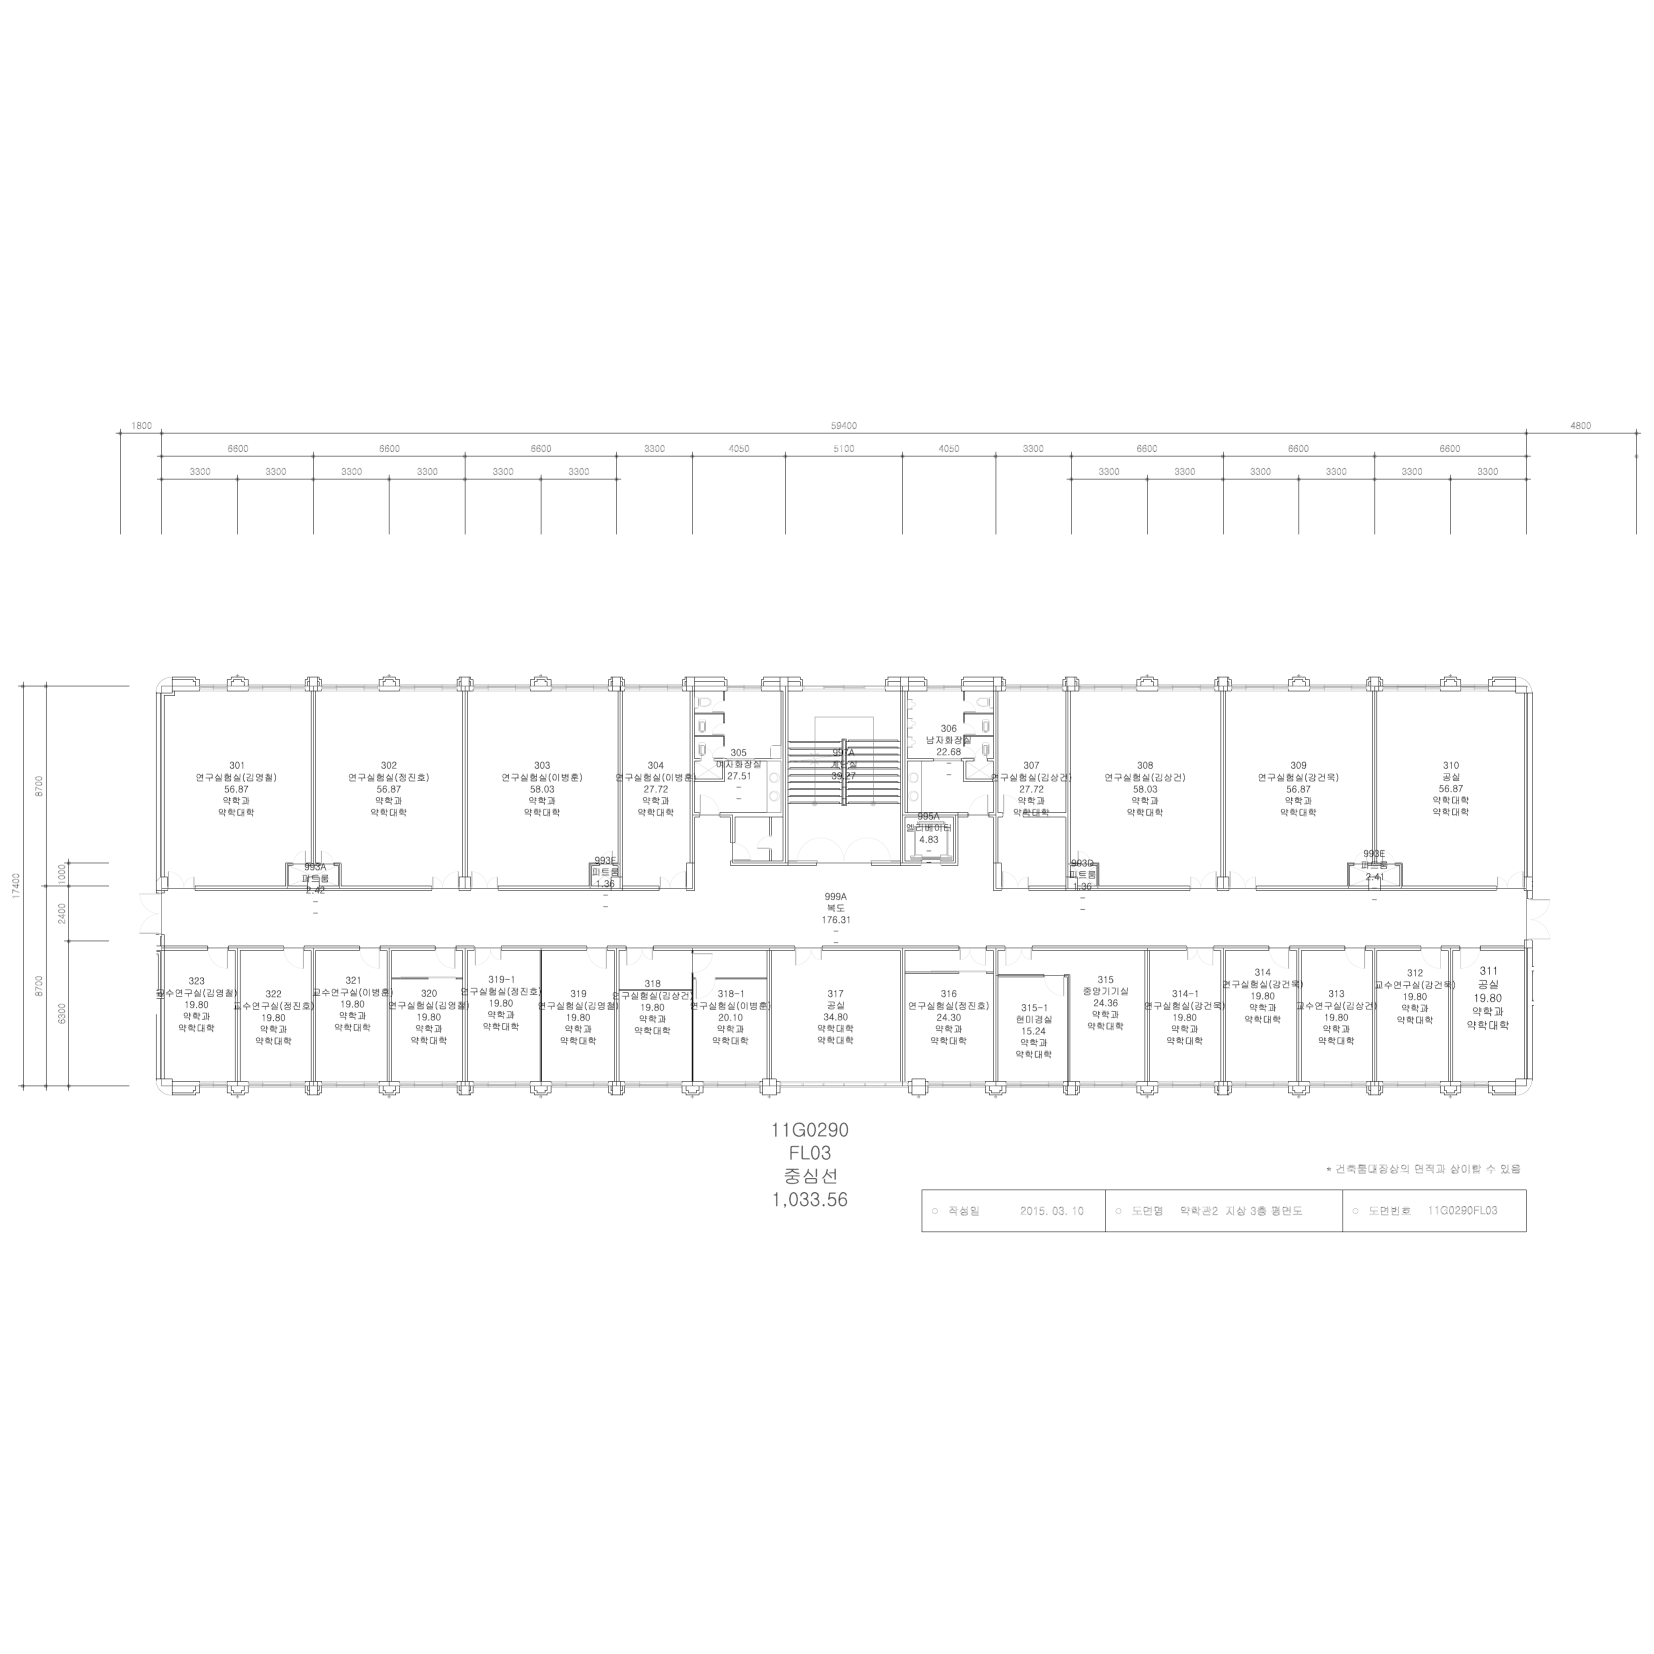 1800
59400
4800
6600
6600
6600
3300
4050
5100
4050
3300
6600
6600
6600
3300
3300
3300
3300
3300
3300
3300
3300
3300
3300
3300
3300
17400
8700
8700
1000
2400
6300
301
연구실험실(김영철)
56.87
약학과
약학대학
302
연구실험실(정진호)
56.87
약학과
약학대학
303
연구실험실(이병훈)
58.03
약학과
약학대학
304
연구실험실(이병훈)
27.72
약학과
약학대학
305
여자화장실
27.51
–
–
997A
계단실
39.27
306
남자화장실
22.68
–
–
995A
엘리베이터
4.83
–
–
307
연구실험실(김상건)
27.72
약학과
약학대학
308
연구실험실(김상건)
58.03
약학과
약학대학
309
연구실험실(강건욱)
56.87
약학과
약학대학
310
공실
56.87
약학대학
약학대학
993A
피트룸
2.42
–
–
피트룸
1.36
–
–
993D
피트룸
1.36
–
–
993E
피트룸
2.41
–
999A
복도
176.31
–
–
323
교수연구실(김영철)
19.80
약학과
약학대학
322
교수연구실(정진호)
19.80
약학과
약학대학
321
교수연구실(이병훈)
19.80
약학과
약학대학
320
연구실험실(김영철)
19.80
약학과
약학대학
319-1
연구실험실(정진호)
19.80
약학과
약학대학
319
연구실험실(김영철)
19.80
약학과
약학대학
318
연구실험실(김상건)
19.80
약학과
약학대학
318-1
연구실험실(이병훈)
20.10
약학과
약학대학
317
공실
34.80
약학대학
약학대학
316
연구실험실(정진호)
24.30
약학과
약학대학
315-1
현미경실
15.24
약학과
약학대학
315
중앙기기실
24.36
약학과
약학대학
314-1
연구실험실(강건욱)
19.80
약학과
약학대학
314
연구실험실(강건욱)
19.80
약학과
약학대학
313
교수연구실(김상건)
19.80
약학과
약학대학
312
교수연구실(강건욱)
19.80
약학과
약학대학
311
공실
19.80
약학과
약학대학
11G0290
FL03
중심선
1,033.56
* 건축물대장상의 면적과 상이할 수 있음
○ 작성일 2015. 03. 10 ○ 도면명 약학관2 지상 3층 평면도 ○ 도면번호 11G0290FL03